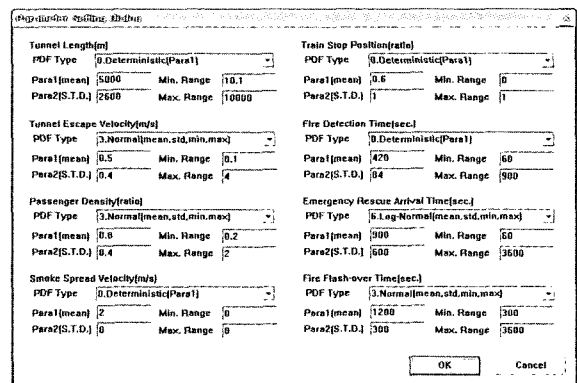 Parameter Setting Dialog
Tunnel Length(m)
PDF Type 0.Deterministic(Para1)
Para1(mean) 5000 Min. Range 10.1
Para2(S.T.D.) 2600 Max. Range 10000
Tunnel Escape Velocity(m/s)
PDF Type 3.Normal(mean,std,min,max)
Para1(mean) 0.5 Min. Range 0.1
Para2(S.T.D.) 0.4 Max. Range 4
Passenger Density(ratio)
PDF Type 3.Normal(mean,std,min,max)
Para1(mean) 0.8 Min. Range 0.2
Para2(S.T.D.) 0.4 Max. Range 2
Smoke Spread Velocity(m/s)
PDF Type 0.Deterministic(Para1)
Para1(mean) 2 Min. Range 0
Para2(S.T.D.) 0 Max. Range 0
Train Stop Position(ratio)
PDF Type 0.Deterministic(Para1)
Para1(mean) 0.6 Min. Range 0
Para2(S.T.D.) 1 Max. Range 1
Fire Detection Time(sec.)
PDF Type 0.Deterministic(Para1)
Para1(mean) 420 Min. Range 60
Para2(S.T.D.) 84 Max. Range 900
Emergency Rescue Arrival Time(sec.)
PDF Type 6.Log-Normal(mean,std,min,max)
Para1(mean) 900 Min. Range 60
Para2(S.T.D.) 600 Max. Range 3600
Fire Flash-over Time(sec.)
PDF Type 3.Normal(mean,std,min,max)
Para1(mean) 1200 Min. Range 300
Para2(S.T.D.) 300 Max. Range 3600
OK Cancel